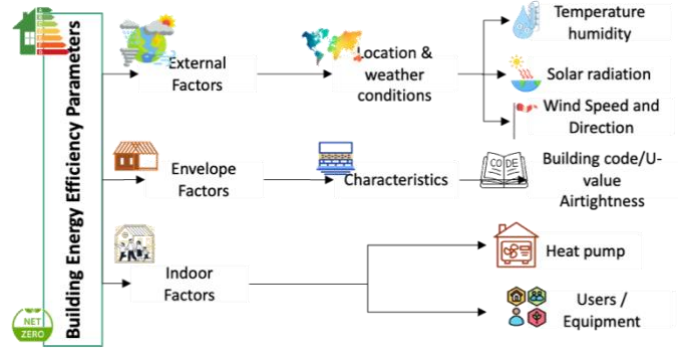 Building Energy Efficiency Parameters
External
Factors
Location &
weather
conditions
Temperature
humidity
Solar radiation
Wind Speed and
Direction
Envelope
Factors
Characteristics
CODE
Building code/U-
value
Airtightness
Indoor
Factors
Heat pump
Users /
Equipment
NET
ZERO